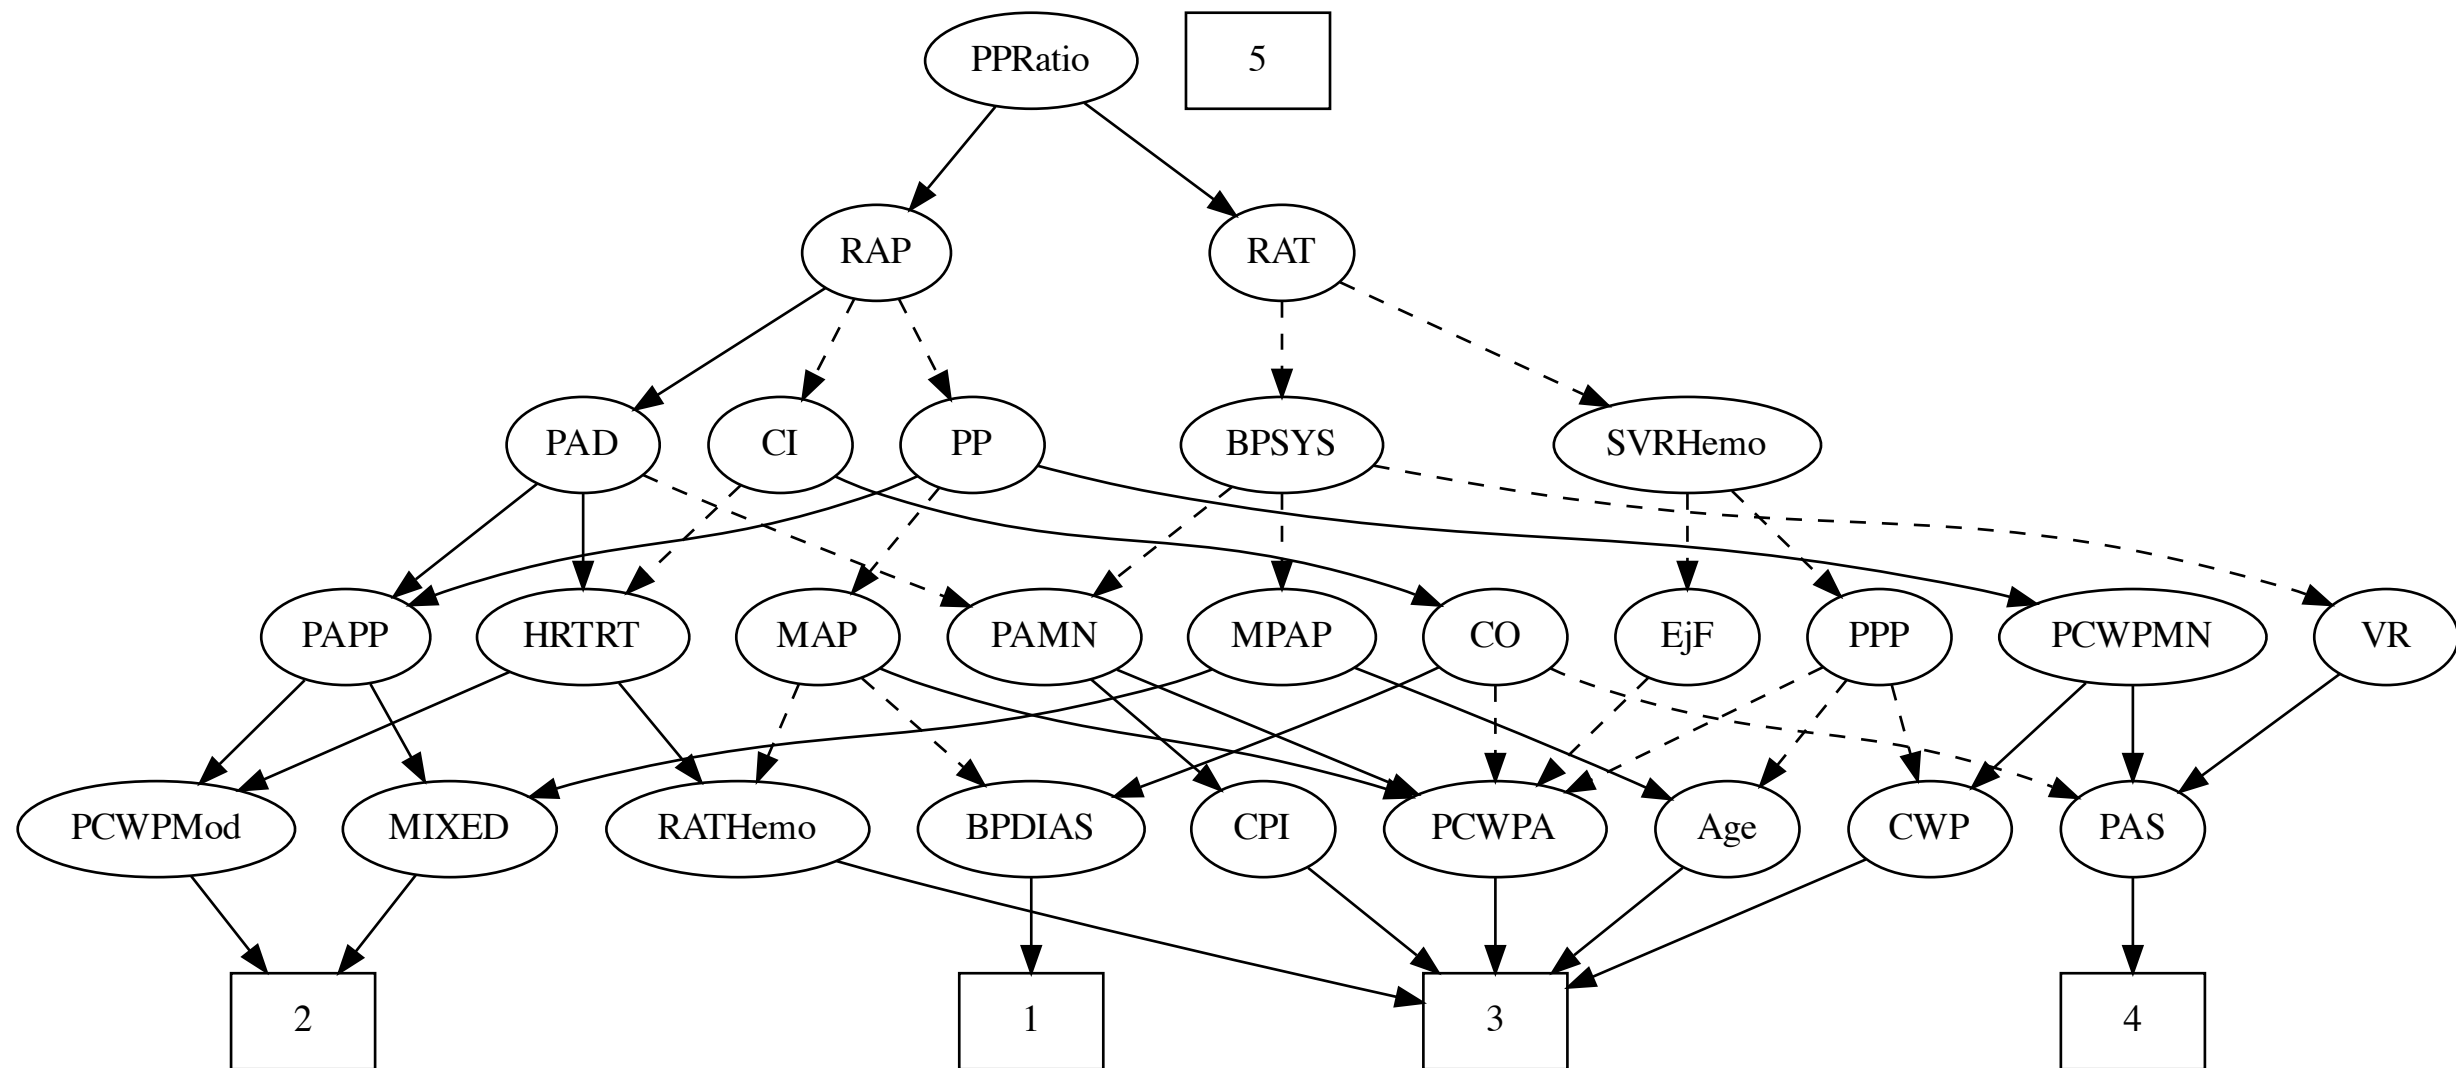 PPRatio
5
RAP
RAT
PAD
CI
PP
BPSYS
SVRHemo
PAPP
HRTRT
MAP
PAMN
MPAP
CO
EjF
PPP
PCWPMN
VR
PCWPMod
MIXED
RATHemo
BPDIAS
CPI
PCWPA
Age
CWP
PAS
2
1
3
4